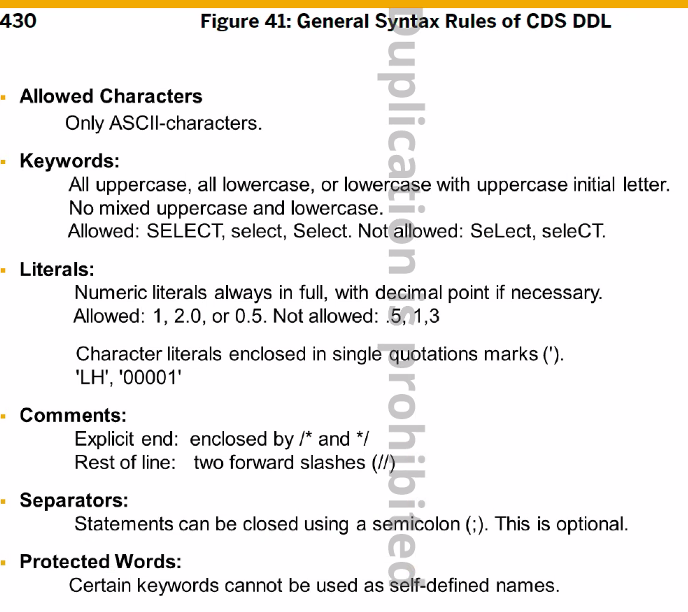 430 Figure 41: General Syntax Rules of CDS DDL
Allowed Characters
Only ASCII-characters.
Keywords:
All uppercase, all lowercase, or lowercase with uppercase initial letter.
No mixed uppercase and lowercase.
Allowed: SELECT, select, Select. Not allowed: SeLect, seleCT.
Literals:
Numeric literals always in full, with decimal point if necessary.
Allowed: 1, 2.0, or 0.5. Not allowed: .5, 1,3
Character literals enclosed in single quotations marks (').
'LH', '00001'
Comments:
Explicit end: enclosed by /* and */
Rest of line: two forward slashes (//)
Separators:
Statements can be closed using a semicolon (;). This is optional.
Protected Words:
Certain keywords cannot be used as self-defined names.
Duplication is prohibited